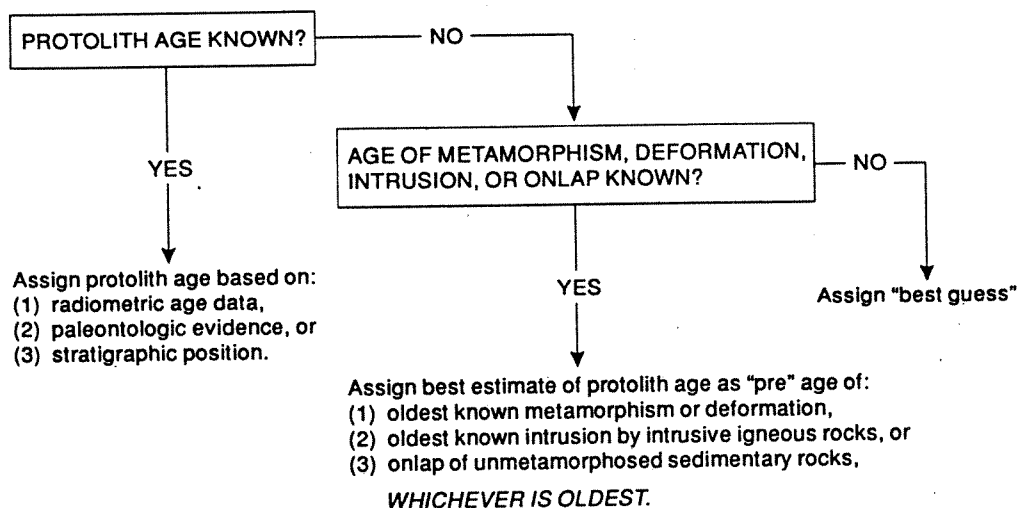 PROTOLITH AGE KNOWN?
NO
YES
AGE OF METAMORPHISM, DEFORMATION,
INTRUSION, OR ONLAP KNOWN?
NO
YES
Assign protolith age based on:
(1) radiometric age data,
(2) paleontologic evidence, or
(3) stratigraphic position.
Assign "best guess"
Assign best estimate of protolith age as "pre" age of:
(1) oldest known metamorphism or deformation,
(2) oldest known intrusion by intrusive igneous rocks, or
(3) onlap of unmetamorphosed sedimentary rocks,
WHICHEVER IS OLDEST.